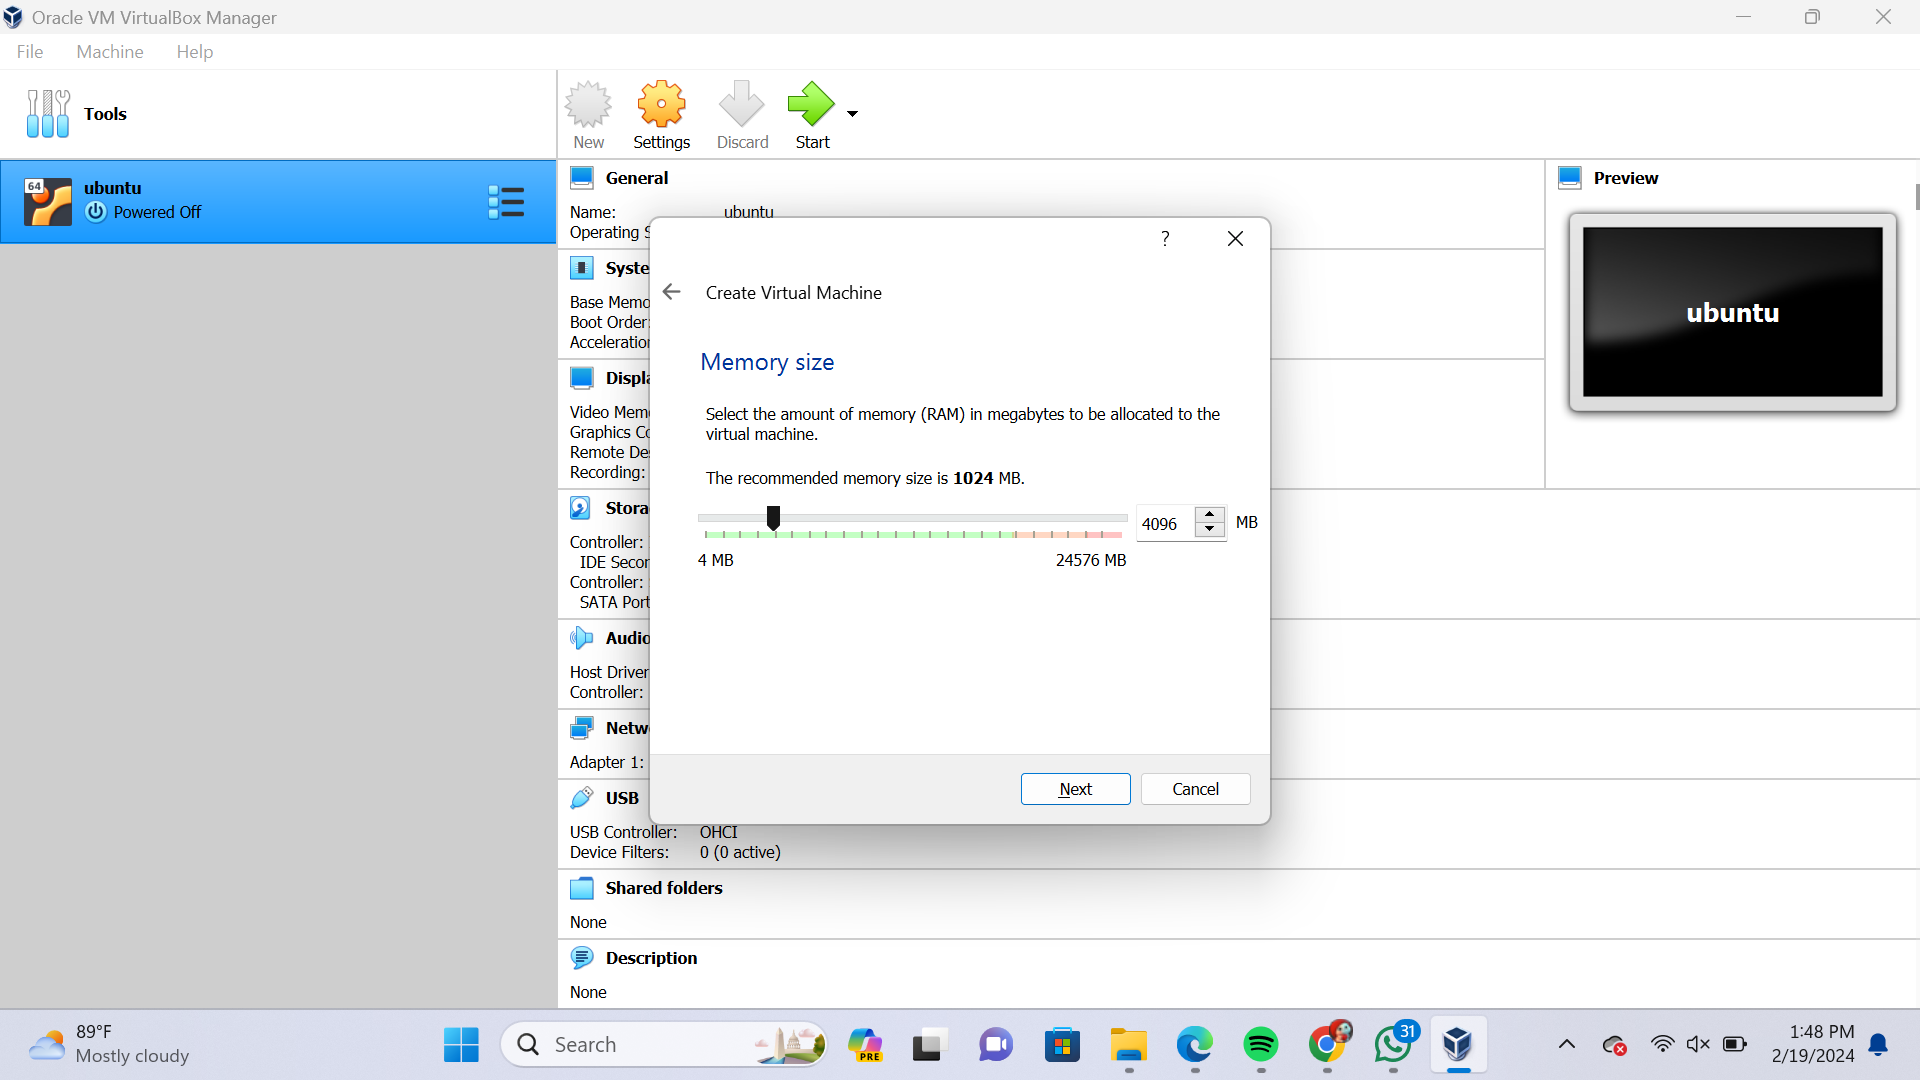 Oracle VM VirtualBox Manager
File Machine Help
Tools
New Settings Discard Start
64
ubuntu
Powered Off
General
Name: ubuntu
Operating
Preview
ubuntu
?
Create Virtual Machine
Memory size
Select the amount of memory (RAM) in megabytes to be allocated to the
virtual machine.
The recommended memory size is 1024 MB.
4096 MB
4 MB 24576 MB
Next Cancel
Syste
Base Memo
Boot Order:
Acceleration
Displa
Video Mem
Graphics Co
Remote Des
Recording:
Stora
Controller:
IDE Secon
Controller:
SATA Port
Audio
Host Driver
Controller:
Netw
Adapter 1:
USB
USB Controller: OHCI
Device Filters: 0 (0 active)
Shared folders
None
Description
None
89°F
Mostly cloudy
Search
PRE
31
1:48 PM
2/19/2024